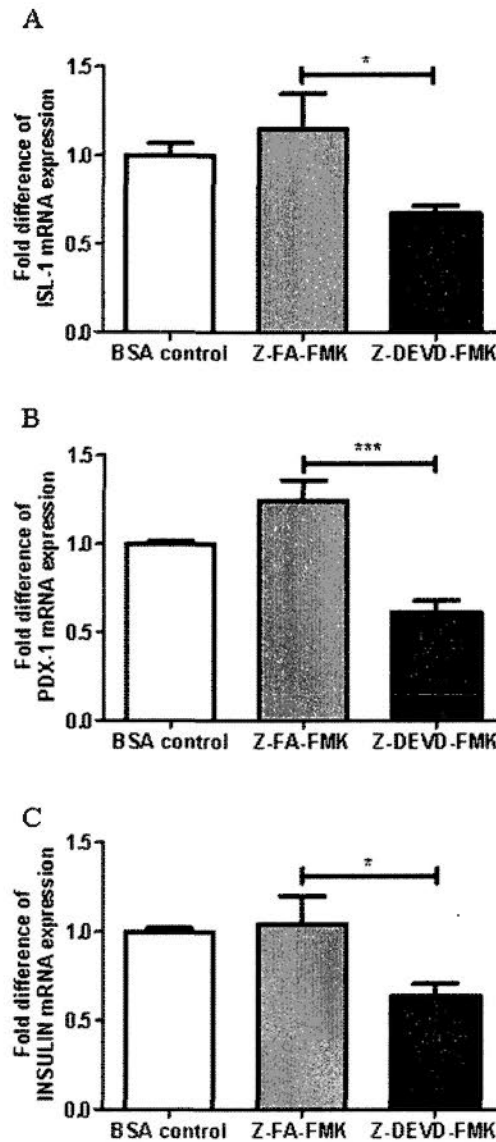 A
Fold difference of
ISL-1 mRNA expression
1.5
1.0
0.5
0.0
*
BSA control Z-FA-FMK Z-DEVD-FMK
B
Fold difference of
PDX-1 mRNA expression
1.5
1.0
0.5
0.0
***
BSA control Z-FA-FMK Z-DEVD-FMK
C
Fold difference of
INSULIN mRNA expression
1.5
1.0
0.5
0.0
*
BSA control Z-FA-FMK Z-DEVD-FMK